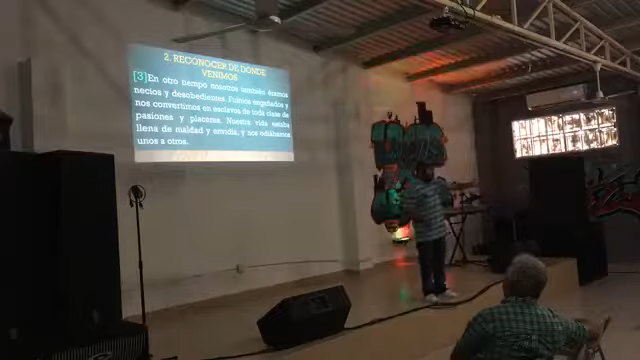 2. RECONOCER DE DONDE
VENIMOS
[3]En otro tiempo nosotros también éramos
necios y desobedientes. Fuimos engañados y
nos convertimos en esclavos de toda clase de
pasiones y placeres. Nuestra vida estaba
llena de maldad y envidia, y nos odiábamos
unos a otros.